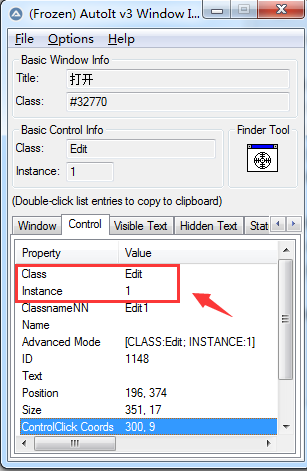 (Frozen) AutoIt v3 Window I...
File Options Help
Basic Window Info
Title: 打开
Class: #32770
Basic Control Info
Class: Edit
Instance: 1
Finder Tool
(Double-click list entries to copy to clipboard)
Window Control Visible Text Hidden Text Stat
Property Value
Class Edit
Instance 1
ClassnameNN Edit1
Name
Advanced Mode [CLASS:Edit; INSTANCE:1]
ID 1148
Text
Position 196, 374
Size 351, 17
ControlClick Coords 300, 9